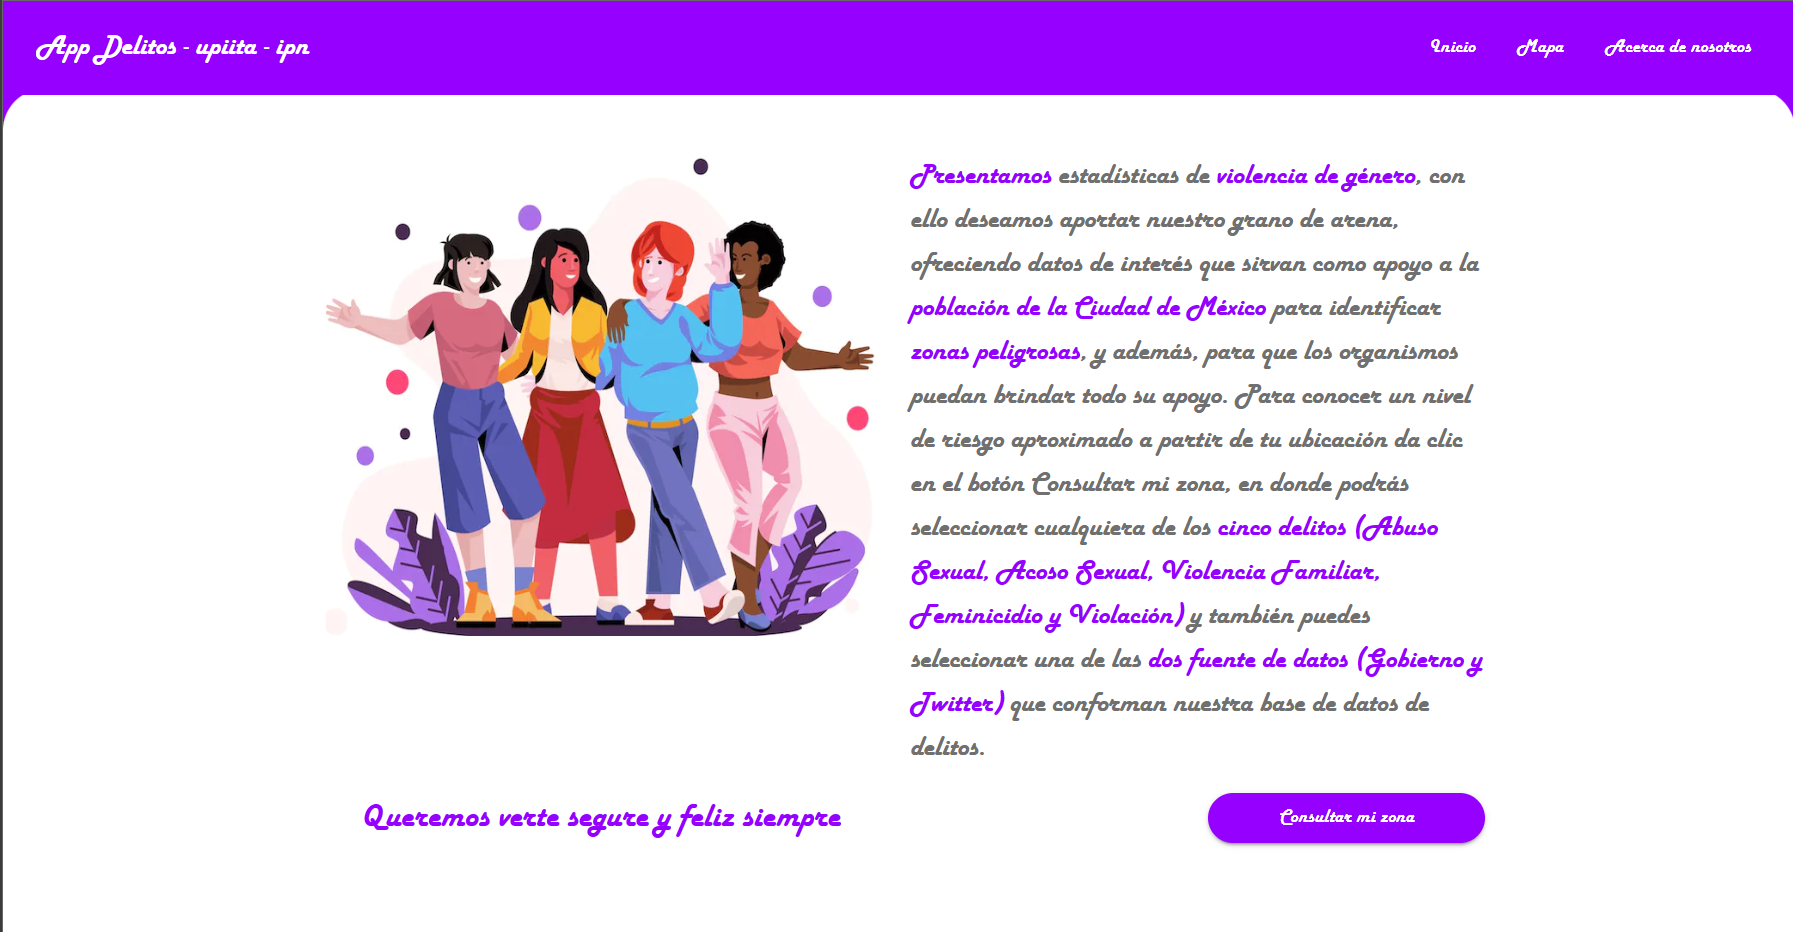 App Delitos - upiita - ipn
Inicio
Mapa
Acerca de nosotros
Presentamos estadísticas de violencia de género, con
ello deseamos aportar nuestro grano de arena,
ofreciendo datos de interés que sirvan como apoyo a la
población de la Ciudad de México para identificar
zonas peligrosas, y además, para que los organismos
puedan brindar todo su apoyo. Para conocer un nivel
de riesgo aproximado a partir de tu ubicación da clic
en el botón Consultar mi zona, en donde podrás
seleccionar cualquiera de los cinco delitos (Abuso
Sexual, Acoso Sexual, Violencia Familiar,
Feminicidio y Violación) y también puedes
seleccionar una de las dos fuente de datos (Gobierno y
Twitter) que conforman nuestra base de datos de
delitos.
Queremos verte segure y feliz siempre
Consultar mi zona